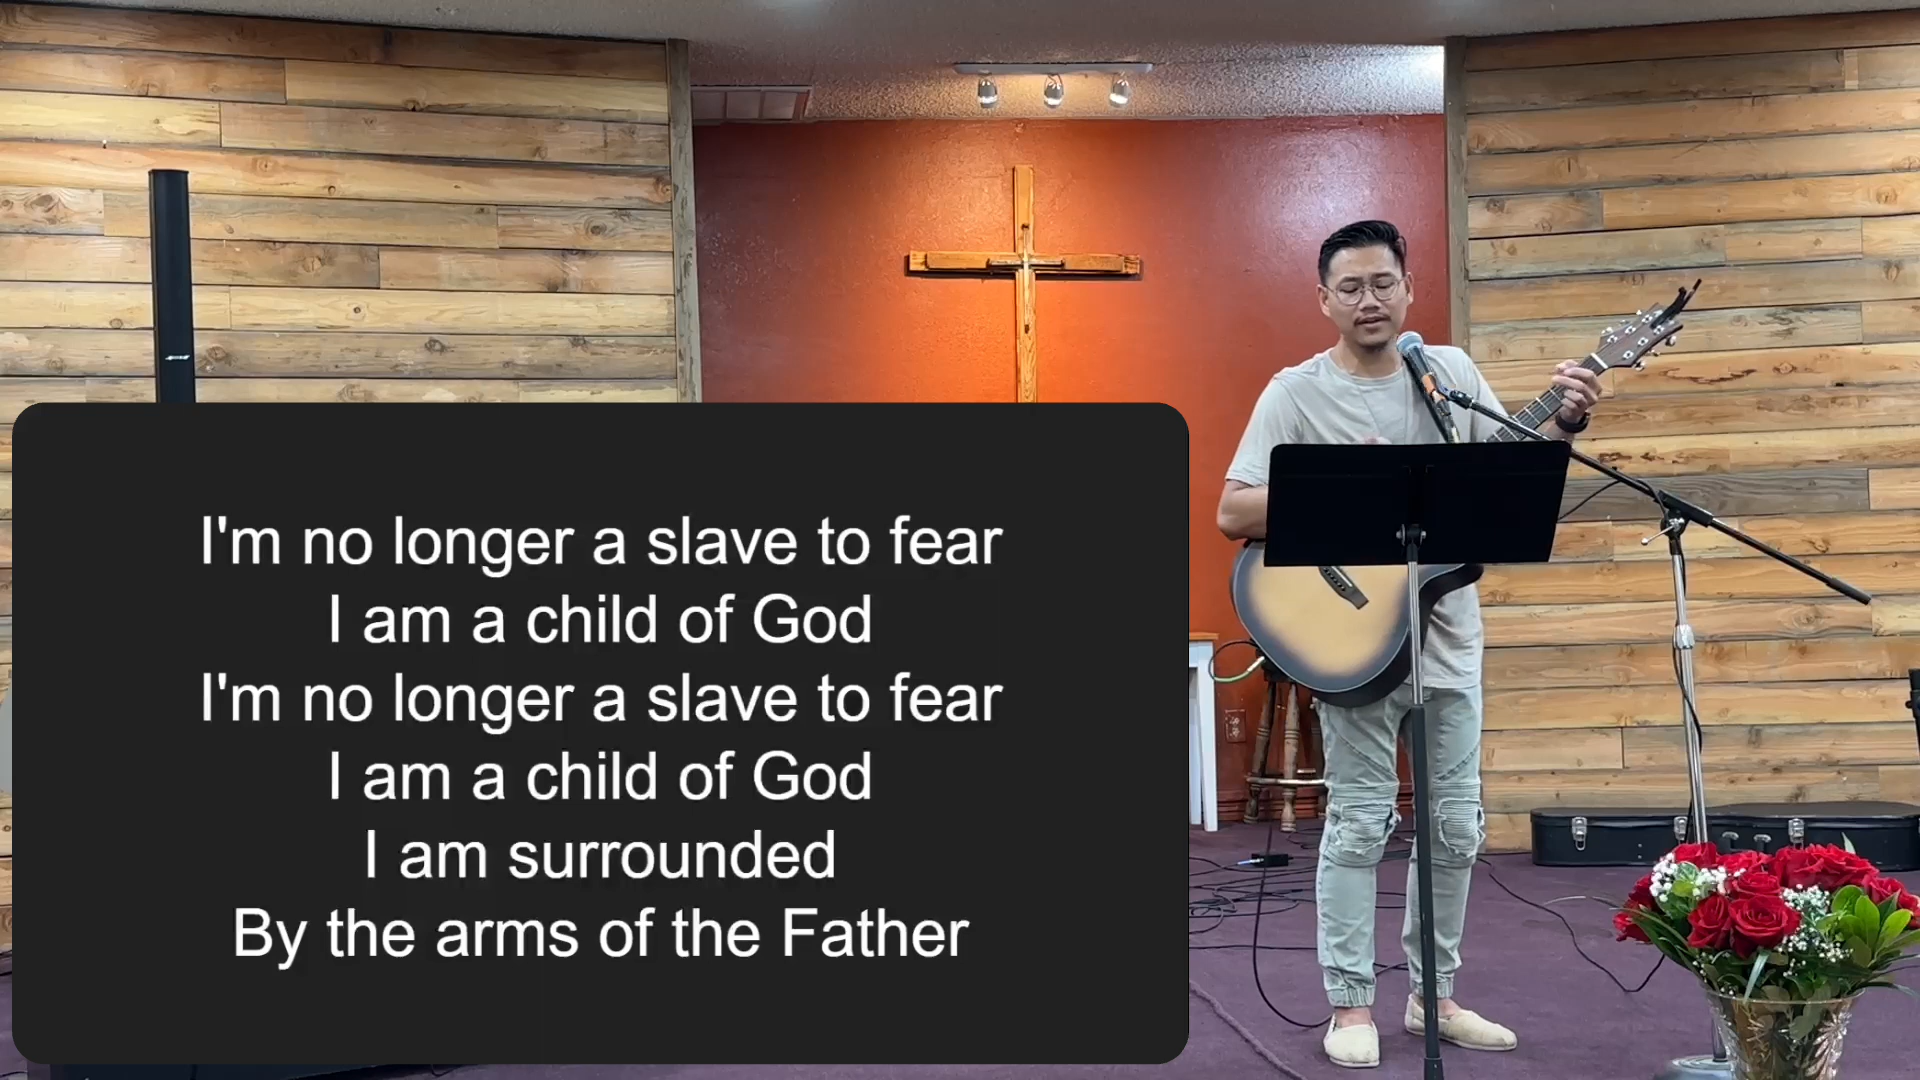 I'm no longer a slave to fear
I am a child of God
I'm no longer a slave to fear
I am a child of God
I am surrounded
By the arms of the Father